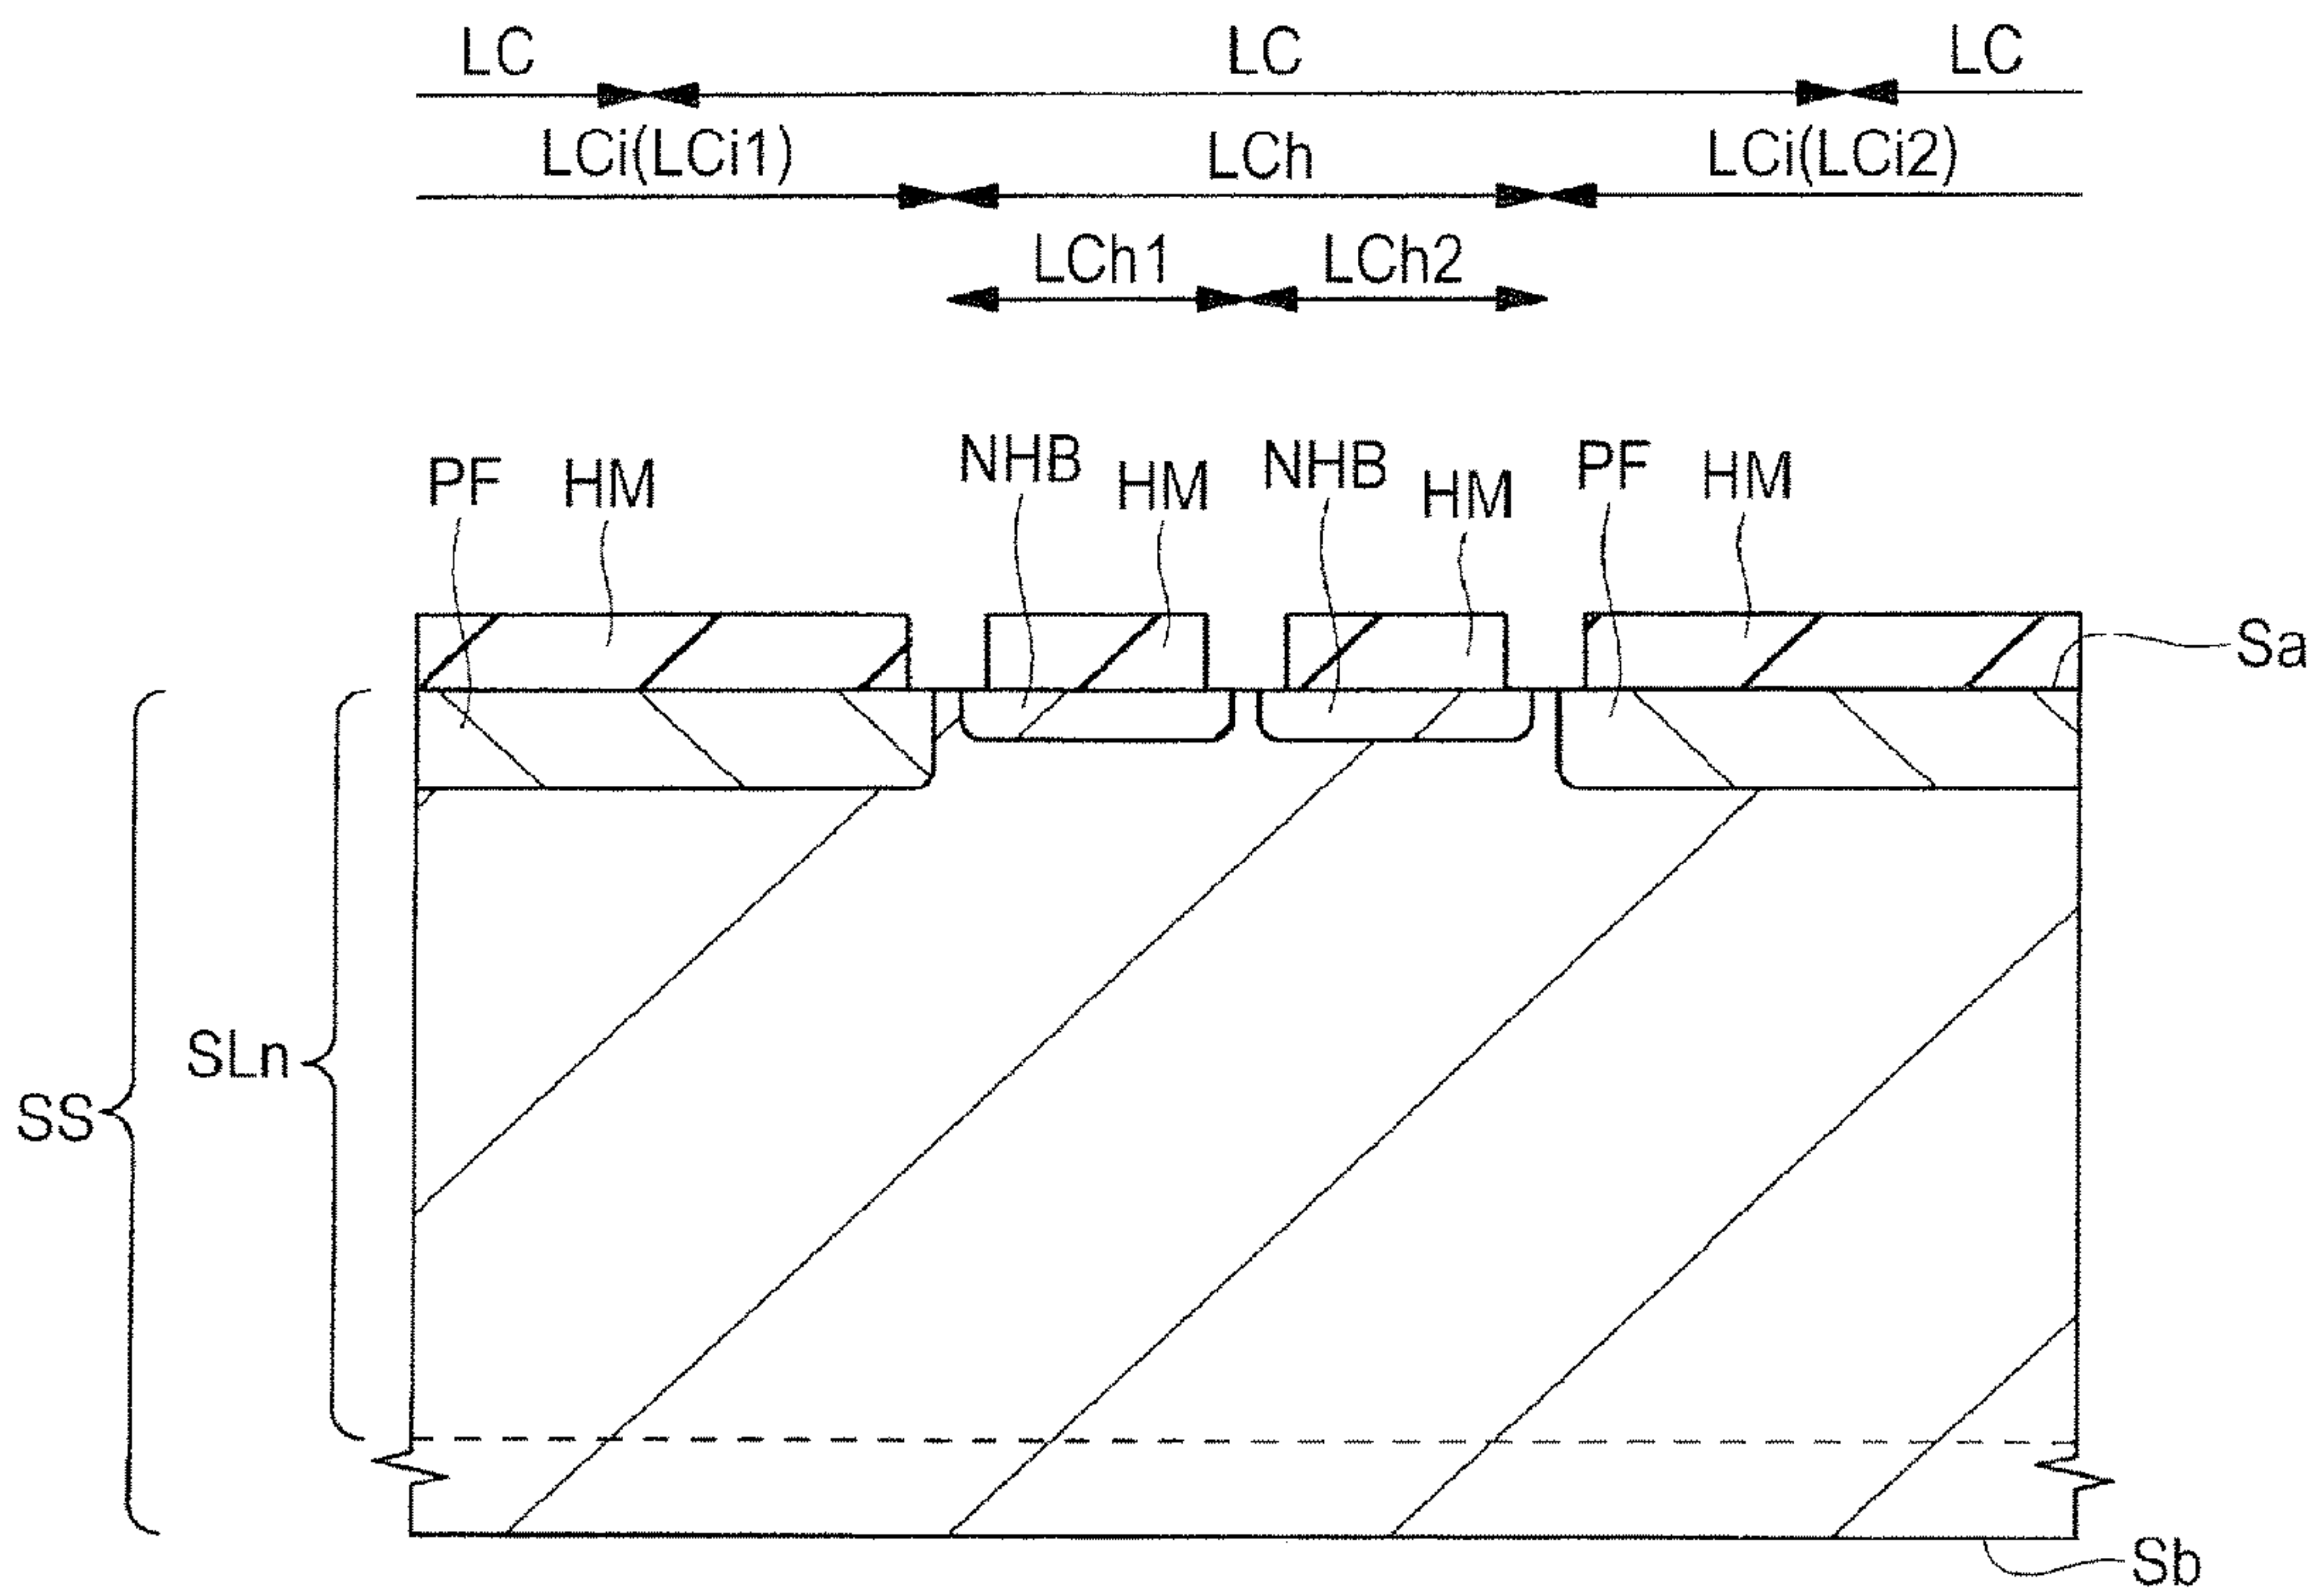 LC LC LC
LCi(LCi1) LCh LCi(LCi2)
LCh1 LCh2
PF HM NHB HM NHB HM PF HM
Sa
SLn
SS
Sb